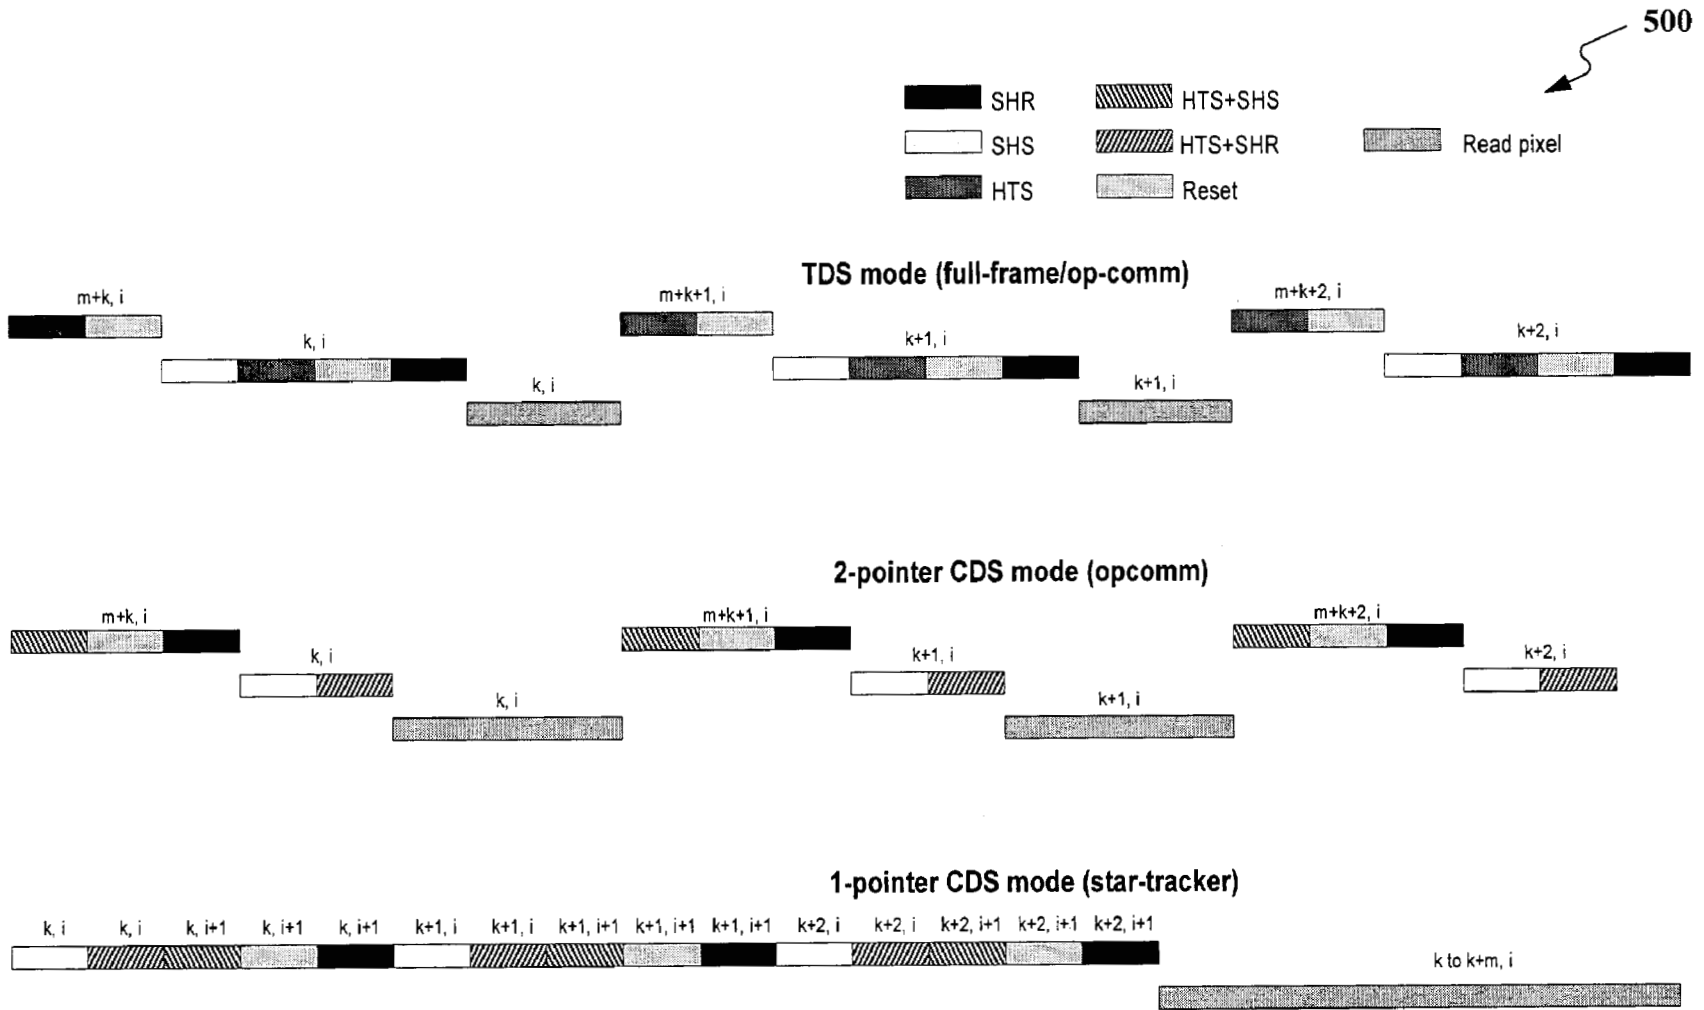 500
SHR
HTS+SHS
SHS
HTS+SHR
Read pixel
HTS
Reset
TDS mode (full-frame/op-comm)
m+k, i
m+k+1, i
m+k+2, i
k, i
k+1, i
k+2, i
k, i
k+1, i
2-pointer CDS mode (opcomm)
m+k, i
m+k+1, i
m+k+2, i
k, i
k+1, i
k+2, i
k, i
k+1, i
1-pointer CDS mode (star-tracker)
k, i k, i k, i+1 k, i+1 k, i+1 k+1, i k+1, i k+1, i+1 k+1, i+1 k+1, i+1 k+2, i k+2, i k+2, i+1 k+2, i+1 k+2, i+1
k to k+m, i